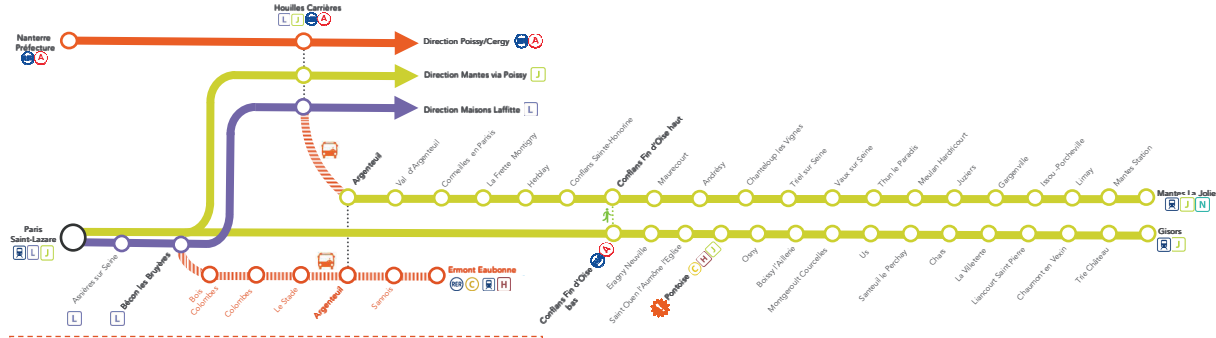 Houilles Carrières
L J RER A
Nanterre
Préfecture
RER A
Direction Poissy/Cergy RER A
Direction Mantes via Poissy J
Direction Maisons Laffitte L
Argenteuil
Val d'Argenteuil
Cormeilles en Parisis
La Frette Montigny
Herblay
Conflans Sainte-Honorine
Conflans Fin d'Oise haut
Maurecourt
Andrésy
Chanteloup les Vignes
Triel sur Seine
Vaux sur Seine
Thun le Paradis
Meulan Hardricourt
Juziers
Gargenville
Issou Porcheville
Limay
Mantes Station
Mantes La Jolie
J N
Paris
Saint-Lazare
L J
Asnières sur Seine
L
Bécon les Bruyères
L
Bois
Colombes
Colombes
Le Stade
Argenteuil
Sannois
Ermont Eaubonne
RER C H
Conflans Fin d'Oise
bas
RER A
Eragny Neuville
Saint Ouen l'Aumône l'Eglise
Pontoise
C H J
Osny
Boissy l'Aillerie
Montgeroult Courcelles
Us
Santeuil le Perchay
Chars
La Villetertre
Liancourt Saint Pierre
Chaumont en Vexin
Trie Château
Gisors
J